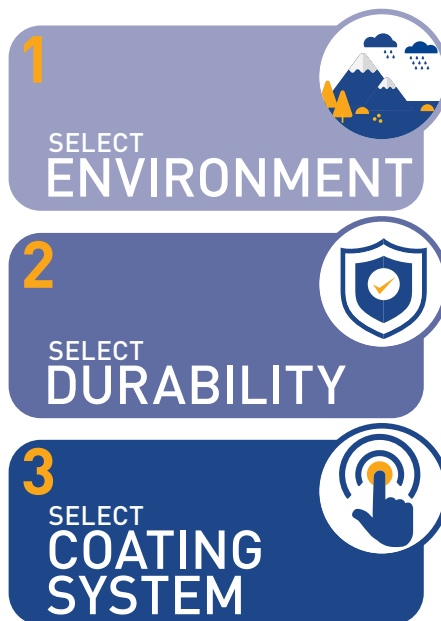 1
SELECT
ENVIRONMENT
2
SELECT
DURABILITY
3
SELECT
COATING
SYSTEM